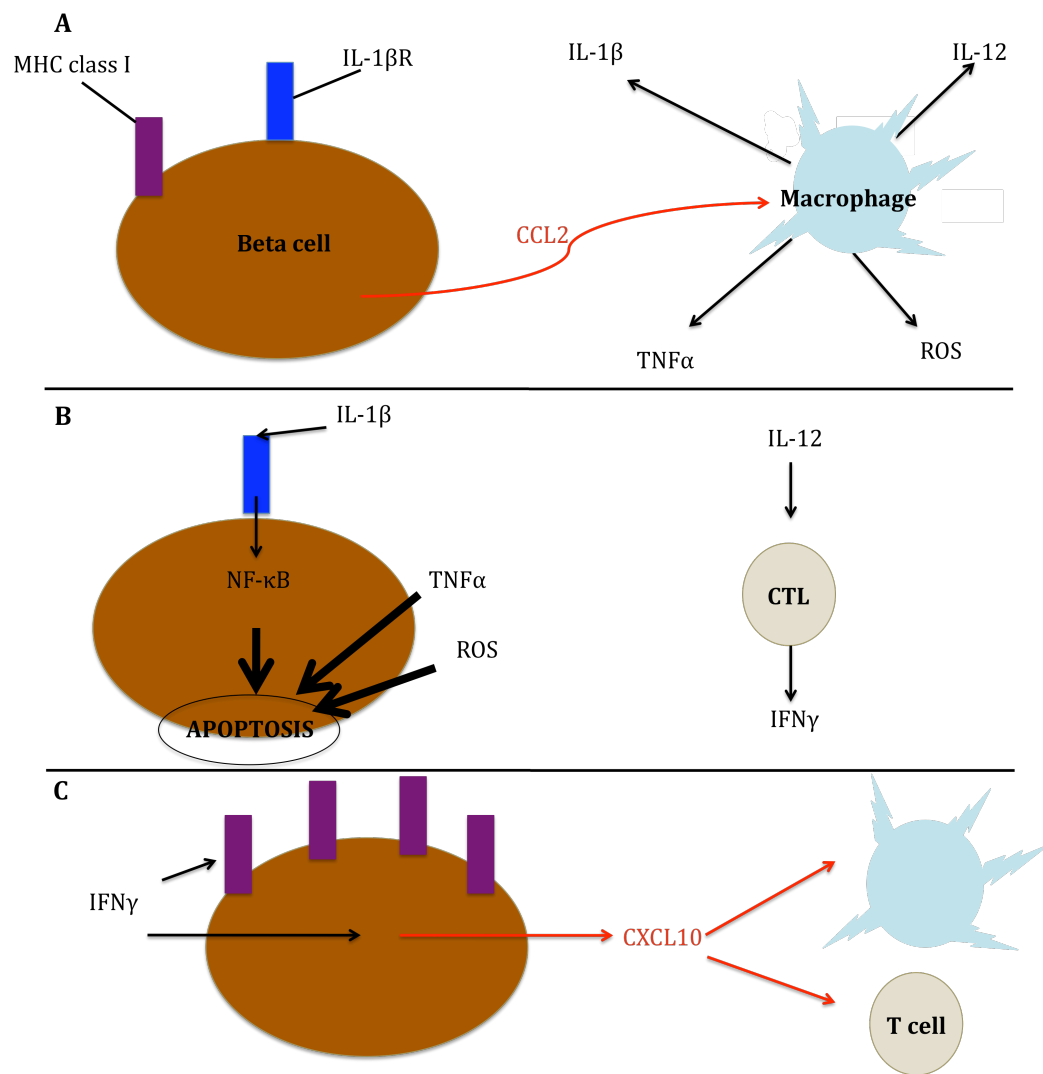 A
MHC class I
IL-1βR
IL-1β
IL-12
Beta cell
CCL2
Macrophage
TNFα
ROS
B
IL-1β
NF-κB
TNFα
ROS
APOPTOSIS
IL-12
CTL
IFNγ
C
IFNγ
CXCL10
T cell